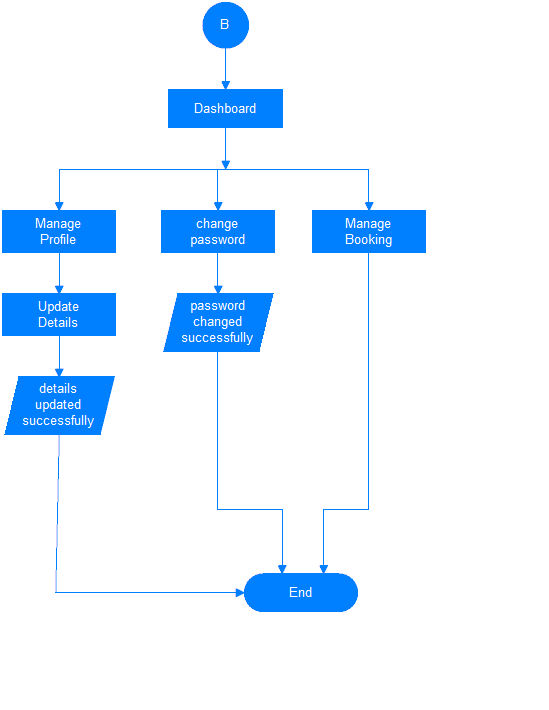 B
Dashboard
Manage
Profile
change
password
Manage
Booking
Update
Details
password
changed
successfully
details
updated
successfully
End